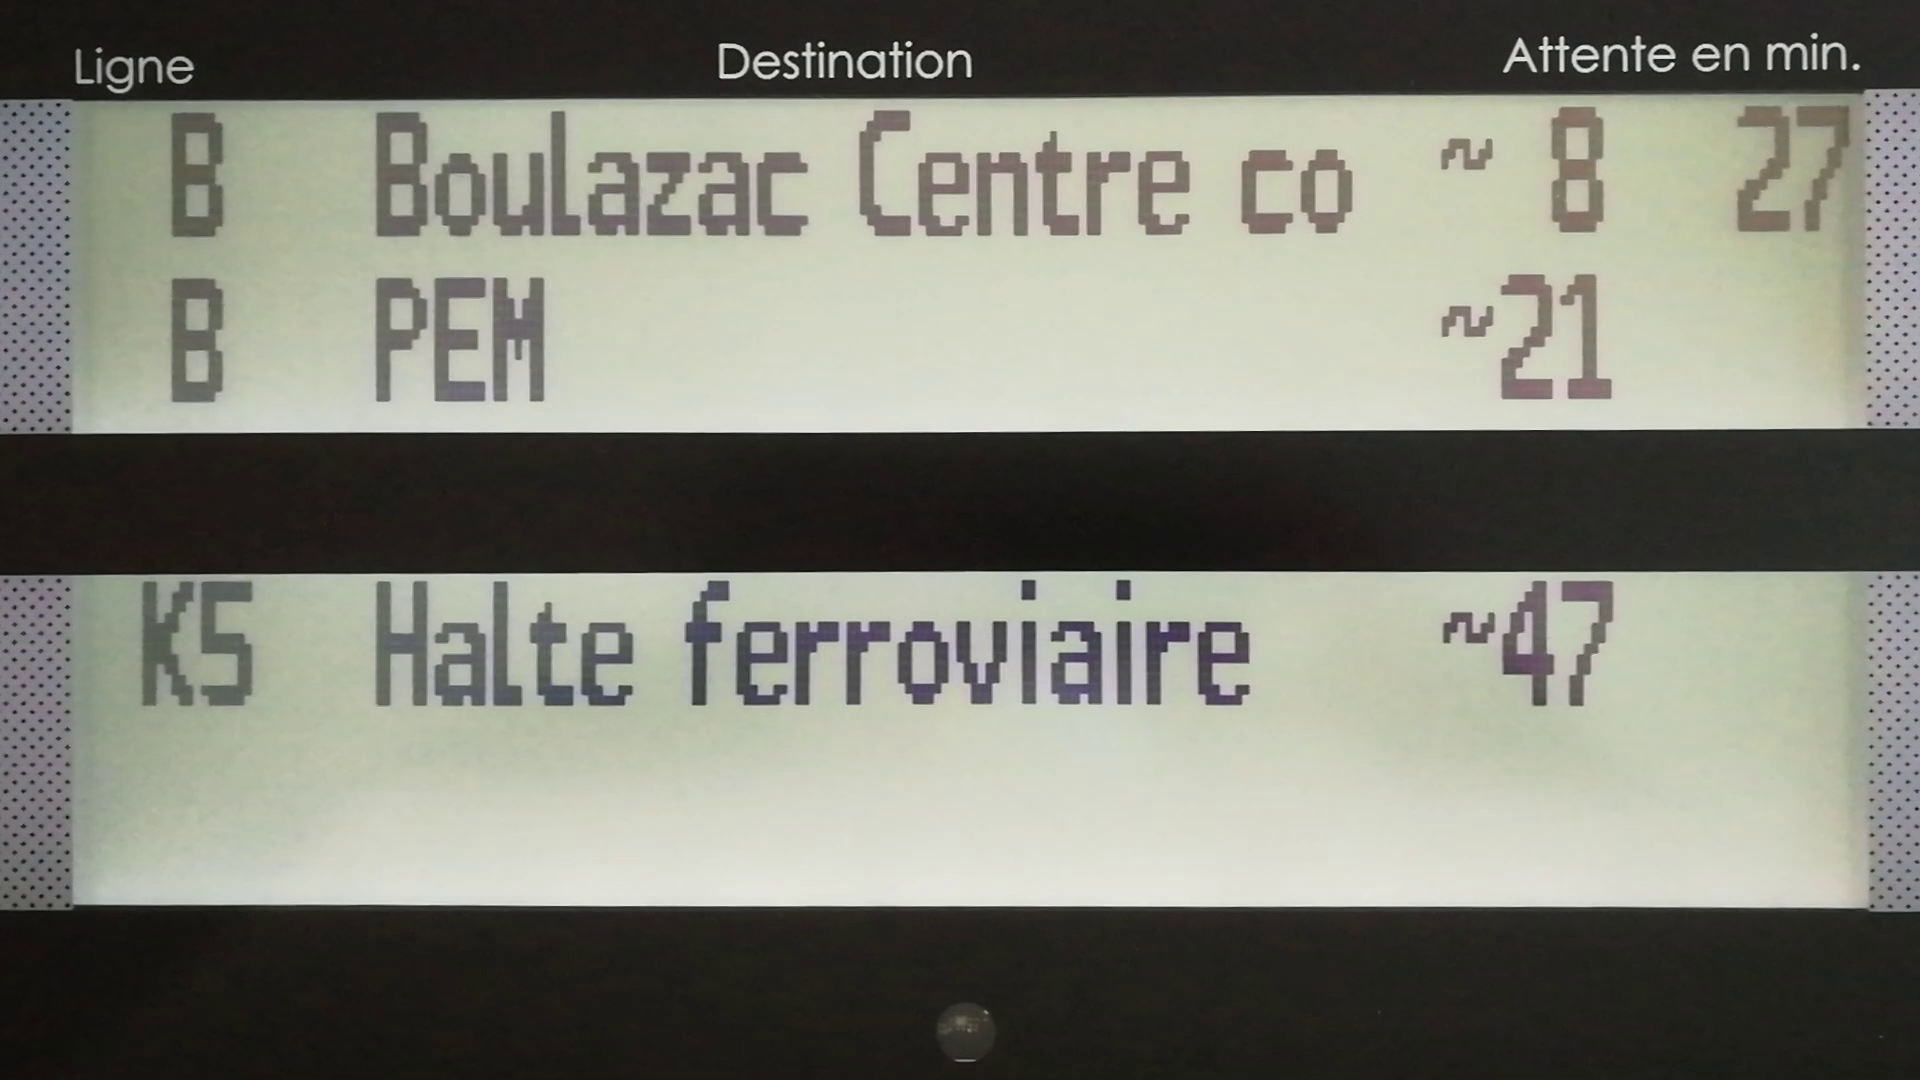 Ligne Destination Attente en min.
B Boulazac Centre co ~ 8 27
B PEM ~21
K5 Halte ferroviaire ~47